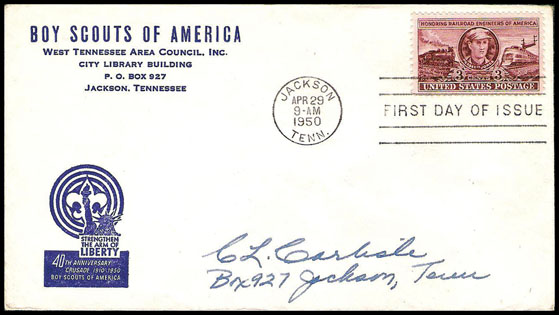 BOY SCOUTS OF AMERICA
WEST TENNESSEE AREA COUNCIL, INC.
CITY LIBRARY BUILDING
P. O. BOX 927
JACKSON, TENNESSEE
HONORING RAILROAD ENGINEERS OF AMERICA
3¢ 3¢
UNITED STATES POSTAGE
JACKSON
APR 29
9-AM
1950
TENN.
FIRST DAY OF ISSUE
STRENGTHEN
THE ARM OF
LIBERTY
40TH ANNIVERSARY
CRUSADE 1910-1950
BOY SCOUTS OF AMERICA
C L. Carlisle
Box 927 Jackson, Tenn